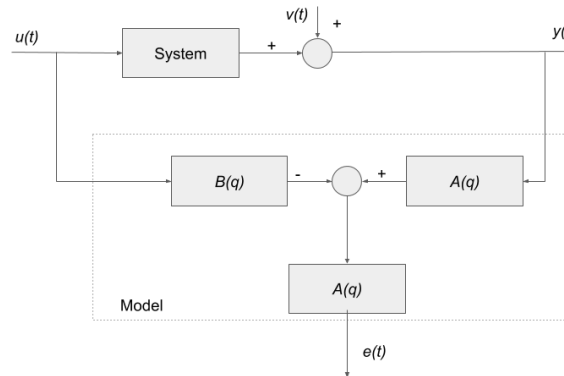 v(t)
+
u(t)
y(
System
+
B(q)
-
+
A(q)
A(q)
Model
e(t)